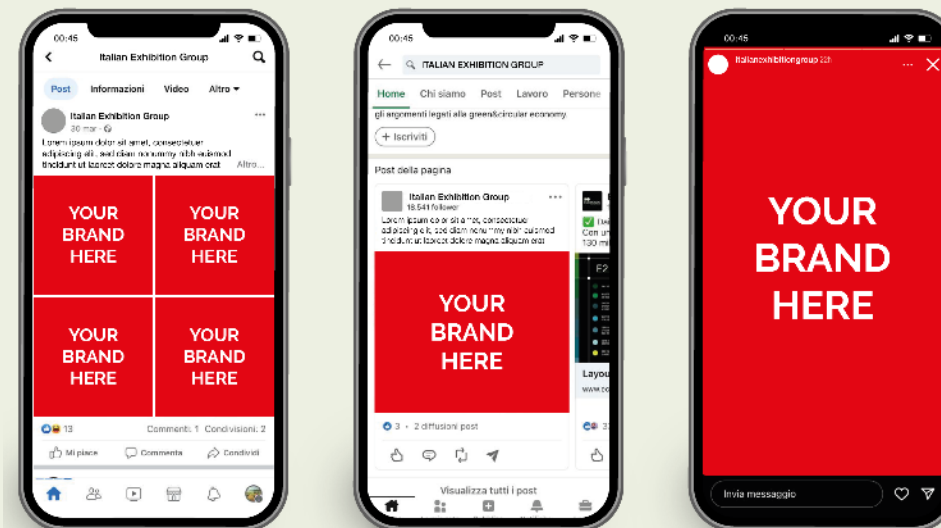 00:45
Italian Exhibition Group
Post Informazioni Video Altro
Italian Exhibition Group
30 mar
Lorem ipsum dolor sit amet, consectetuer
adipiscing elit, sed diam nonummy nibh euismod
tincidunt ut laoreet dolore magna aliquam erat Altro...
YOUR BRAND HERE
YOUR BRAND HERE
YOUR BRAND HERE
YOUR BRAND HERE
13 Commenti: 1 Condivisioni: 2
Mi piace Commenta Condividi
00:45
ITALIAN EXHIBITION GROUP
Home Chi siamo Post Lavoro Persone
gli argomenti legati alla green&circular economy.
+ Iscriviti
Post della pagina
Italian Exhibition Group
18.541 follower
Lorem ipsum dolor sit amet, consectetuer
adipiscing elit, sed diam nonummy nibh euismod
tincidunt ut laoreet dolore magna aliquam erat
YOUR
BRAND
HERE
3 • 2 diffusioni post
Con un
130 mi
Layou
Visualizza tutti i post
00:45
italianexhibitiongroup 22h
YOUR
BRAND
HERE
Invia messaggio